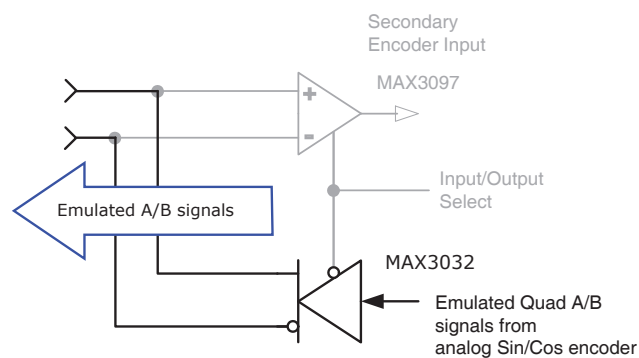 Secondary
Encoder Input
MAX3097
+
-
Input/Output
Select
Emulated A/B signals
MAX3032
Emulated Quad A/B
signals from
analog Sin/Cos encoder